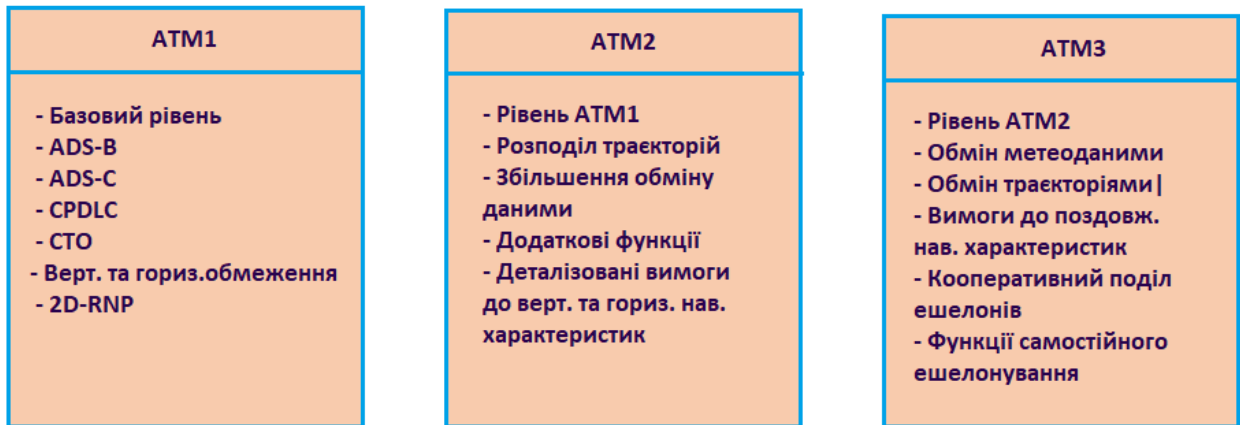 ATM1
- Базовий рівень
- ADS-B
- ADS-C
- CPDLC
- СТО
- Верт. та гориз.обмеження
- 2D-RNP
ATM2
- Рівень ATM1
- Розподіл траєкторій
- Збільшення обміну
даними
- Додаткові функції
- Деталізовані вимоги
до верт. та гориз. нав.
характеристик
ATM3
- Рівень ATM2
- Обмін метеоданими
- Обмін траєкторіями|
- Вимоги до поздовж.
нав. характеристик
- Кооперативний поділ
ешелонів
- Функції самостійного
ешелонування